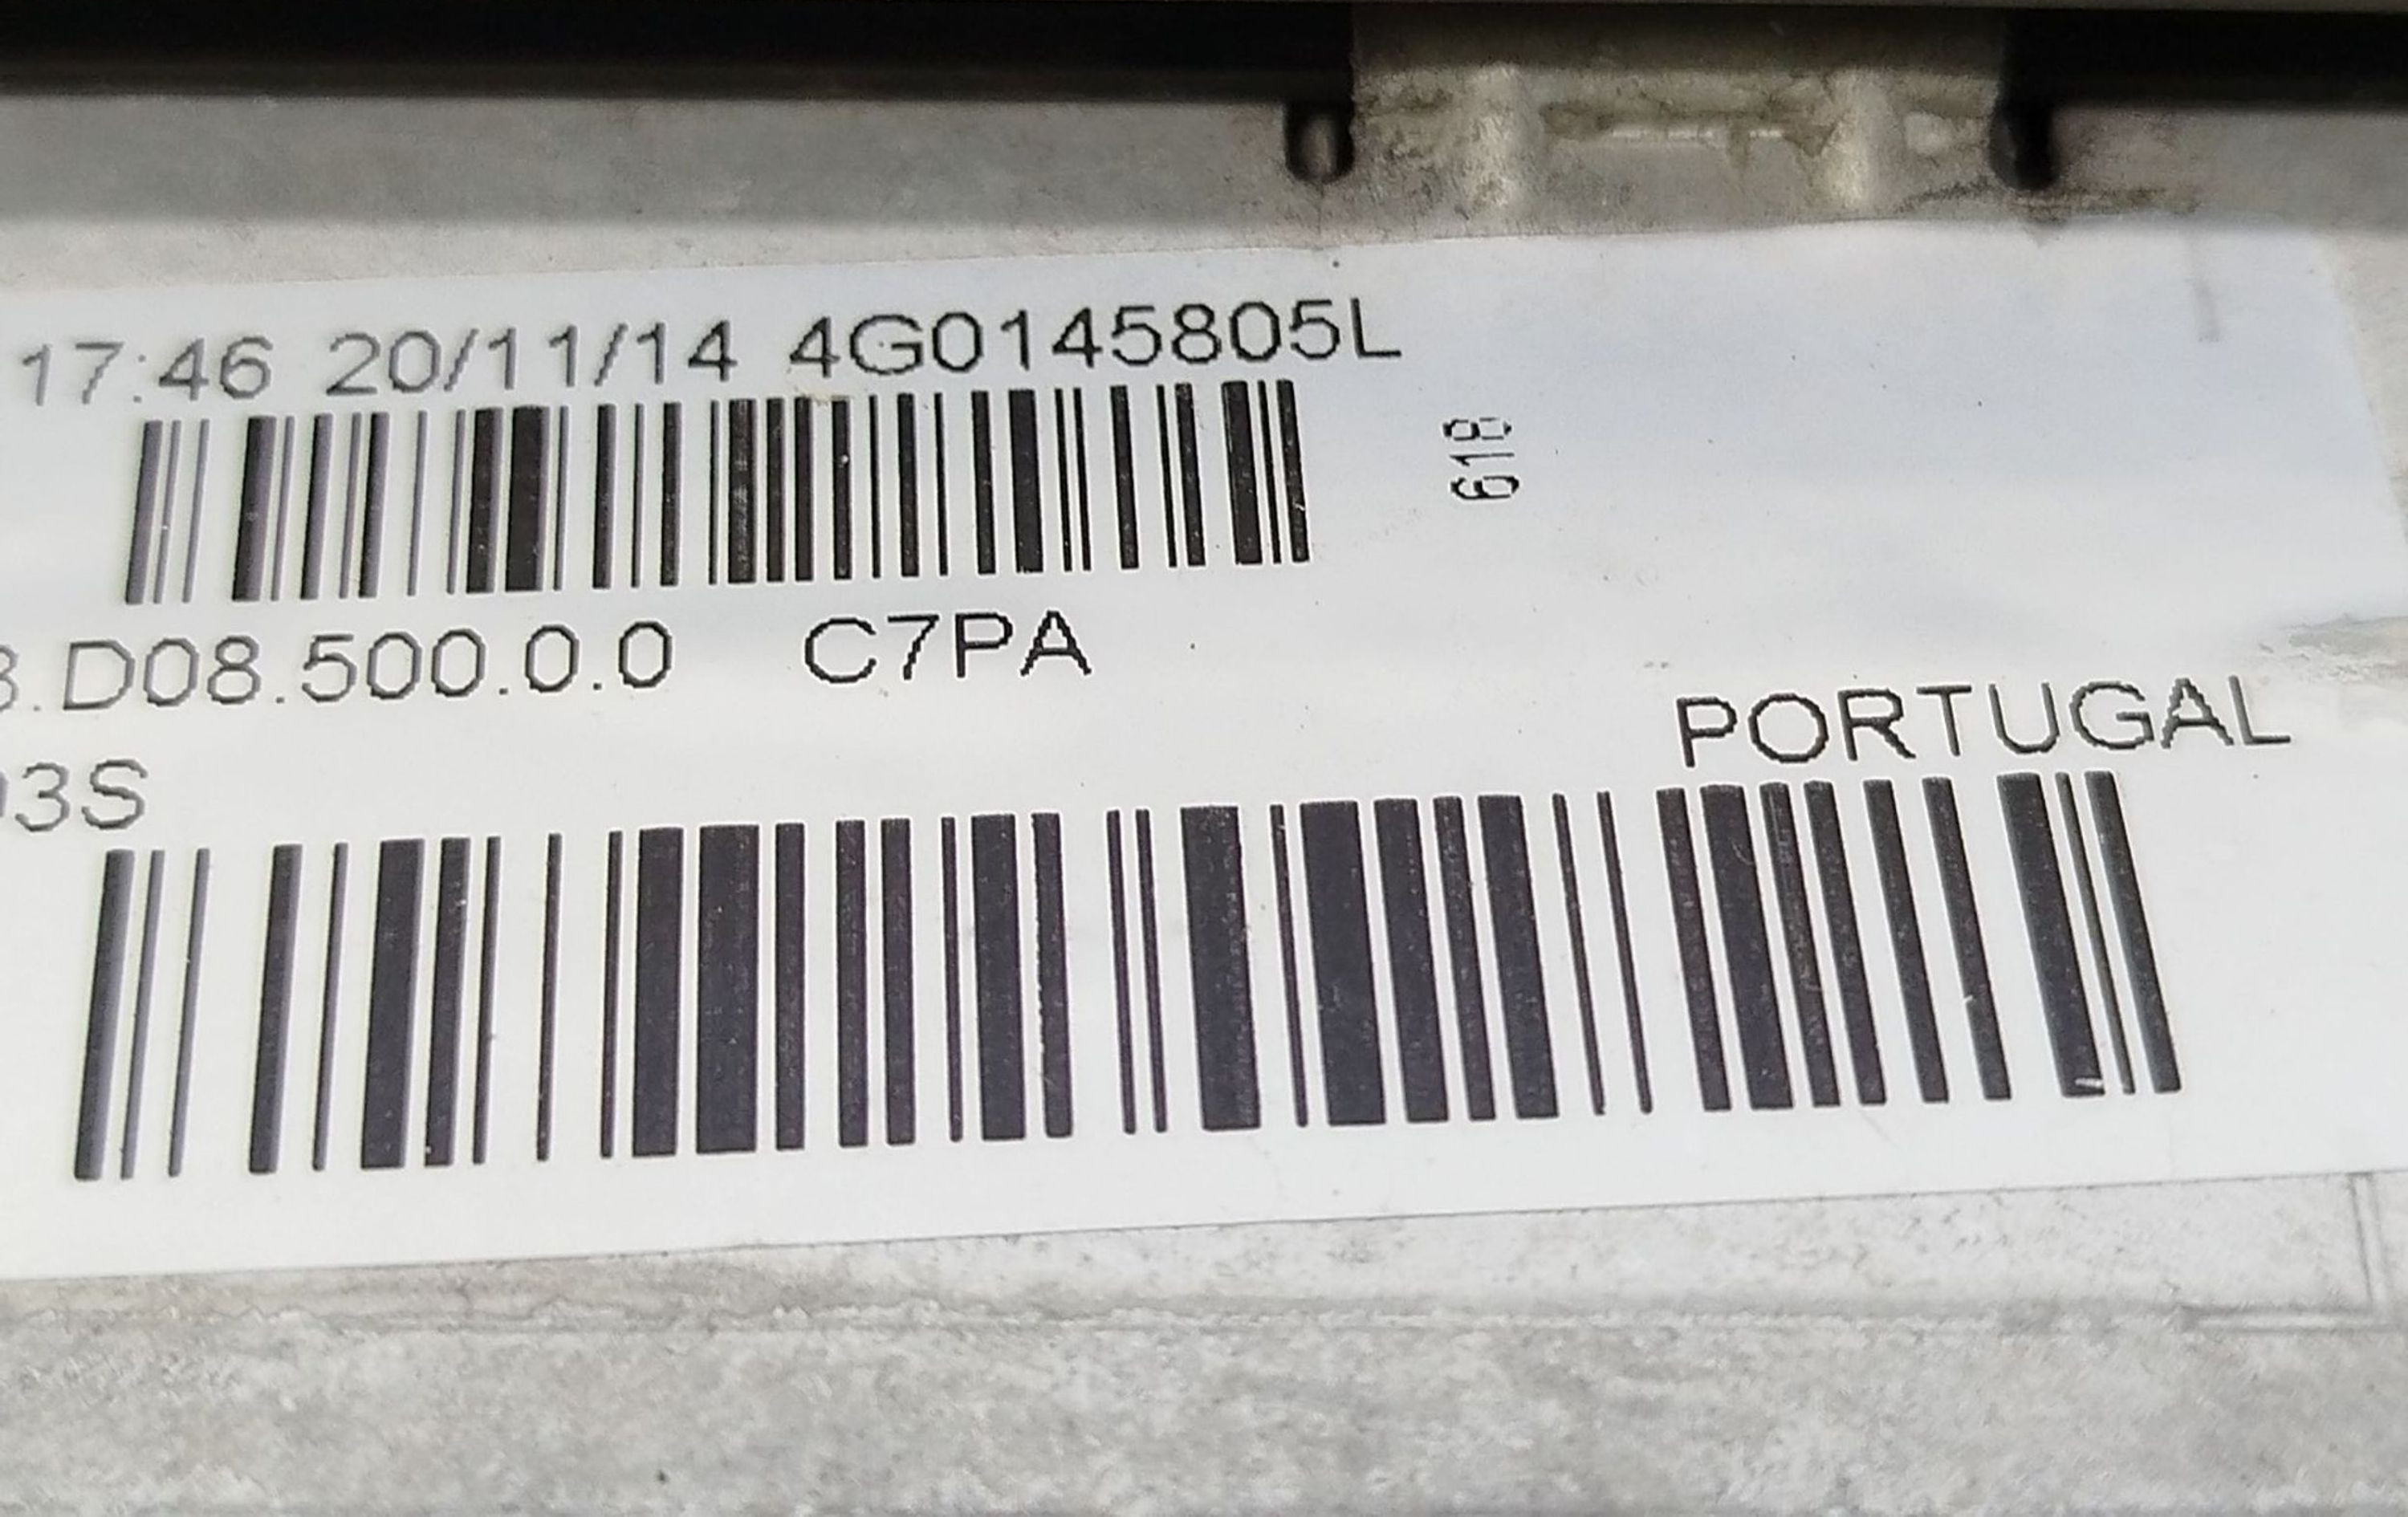 17:46 20/11/14 4G0145805L
618
.D08.500.0.0 C7PA
PORTUGAL
3S